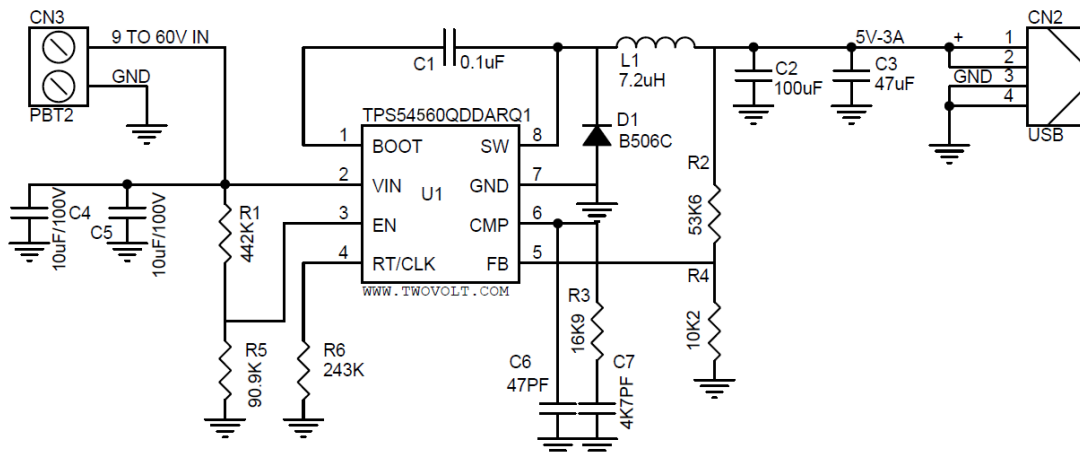 CN3
9 TO 60V IN
GND
PBT2
C1
0.1uF
L1
7.2uH
5V-3A
+
CN2
1
2
GND
3
4
USB
C2
100uF
C3
47uF
TPS54560QDDARQ1
1
BOOT
SW
8
2
VIN
U1
GND
7
3
EN
CMP
6
4
RT/CLK
FB
5
WWW.TWOVOLT.COM
D1
B506C
R2
53K6
C4
10uF/100V
C5
10uF/100V
R1
442K
R4
10K2
R3
16K9
R5
90.9K
R6
243K
C6
47PF
C7
4K7PF